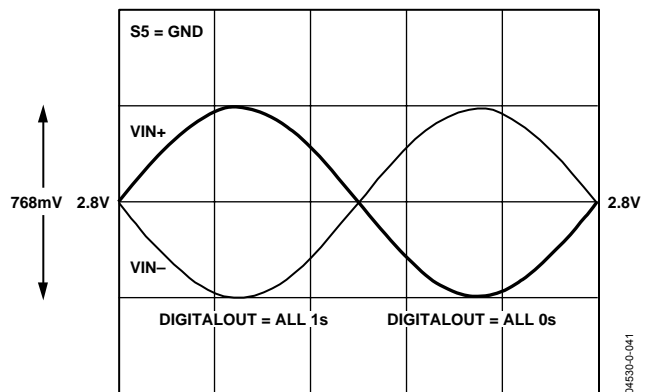 S5 = GND
VIN+
768mV 2.8V 2.8V
VIN–
DIGITALOUT = ALL 1s DIGITALOUT = ALL 0s
04530-0-041